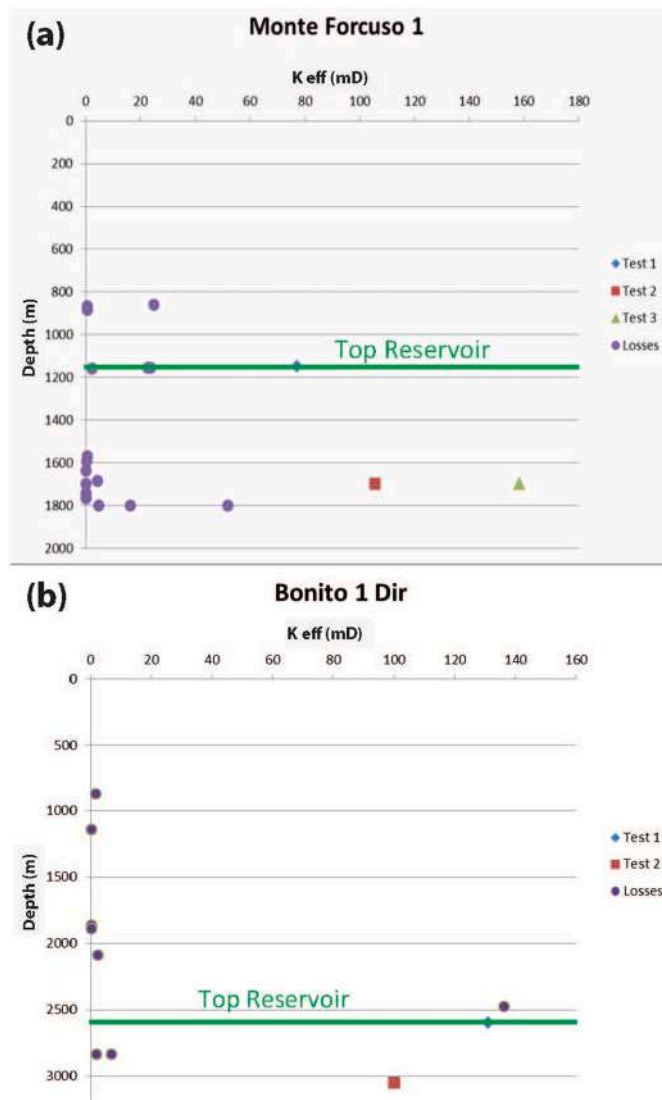 (a)
Monte Forcuso 1
K eff (mD)
0 20 40 60 80 100 120 140 160 180
0
200
400
600
800
1000
1200
1400
1600
1800
2000
Depth (m)
Top Reservoir
Test 1
Test 2
Test 3
Losses
(b)
Bonito 1 Dir
K eff (mD)
0 20 40 60 80 100 120 140 160
0
500
1000
1500
2000
2500
3000
Depth (m)
Top Reservoir
Test 1
Test 2
Losses